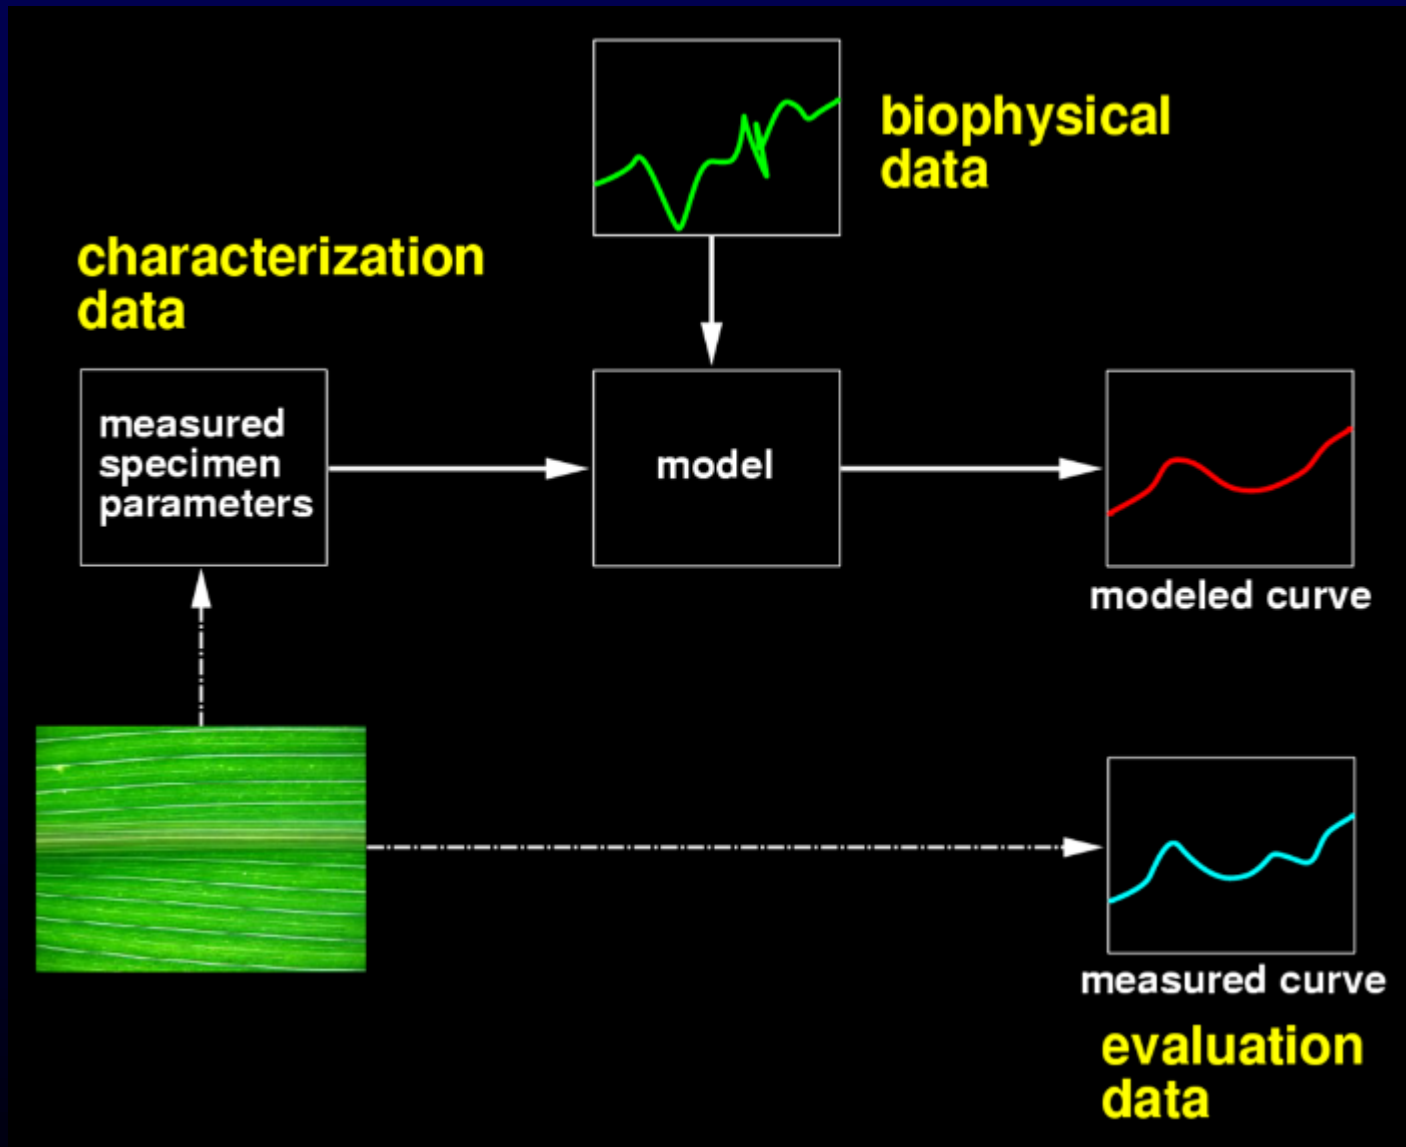 biophysical
data
characterization
data
measured
specimen
parameters
model
modeled curve
measured curve
evaluation
data